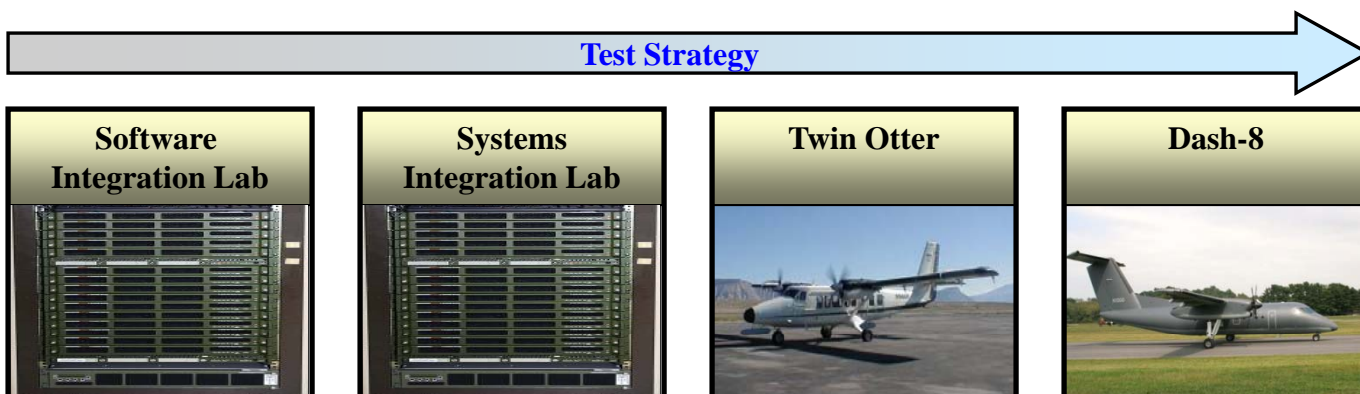 Test Strategy
Software
Integration Lab
Systems
Integration Lab
Twin Otter
Dash-8